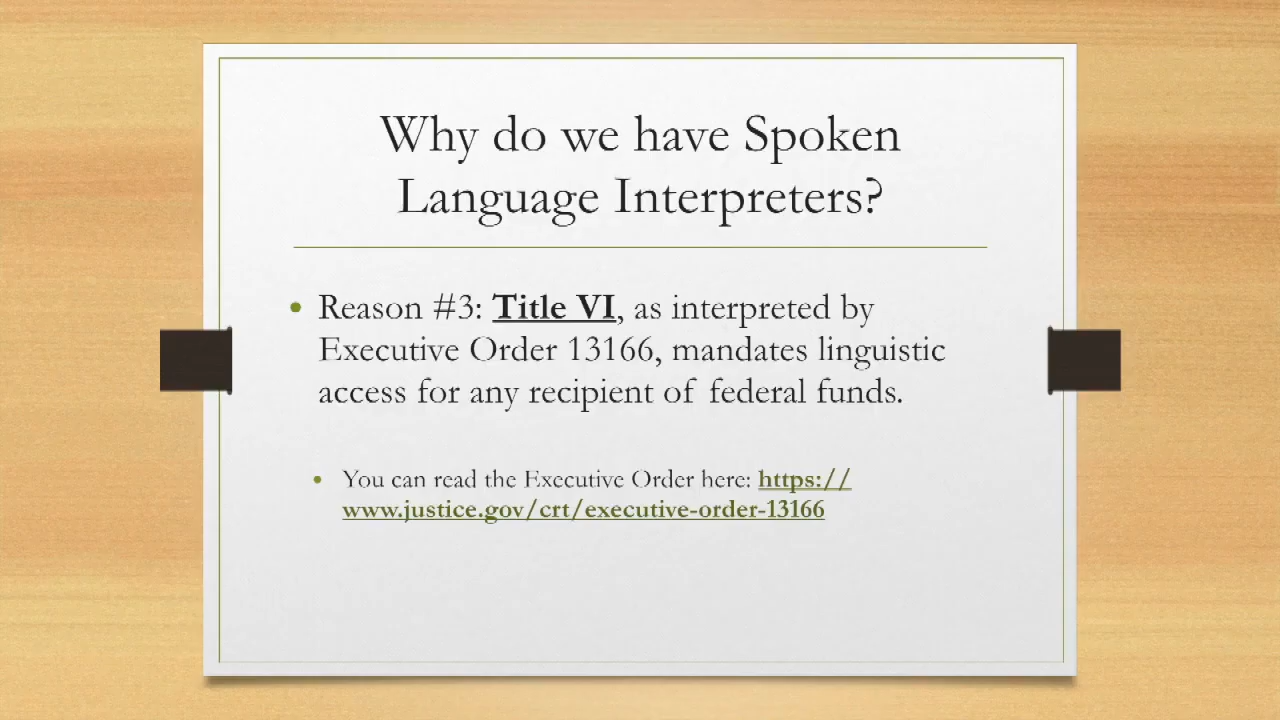 Why do we have Spoken
Language Interpreters?
• Reason #3: Title VI, as interpreted by
Executive Order 13166, mandates linguistic
access for any recipient of federal funds.
• You can read the Executive Order here: https://
www.justice.gov/crt/executive-order-13166